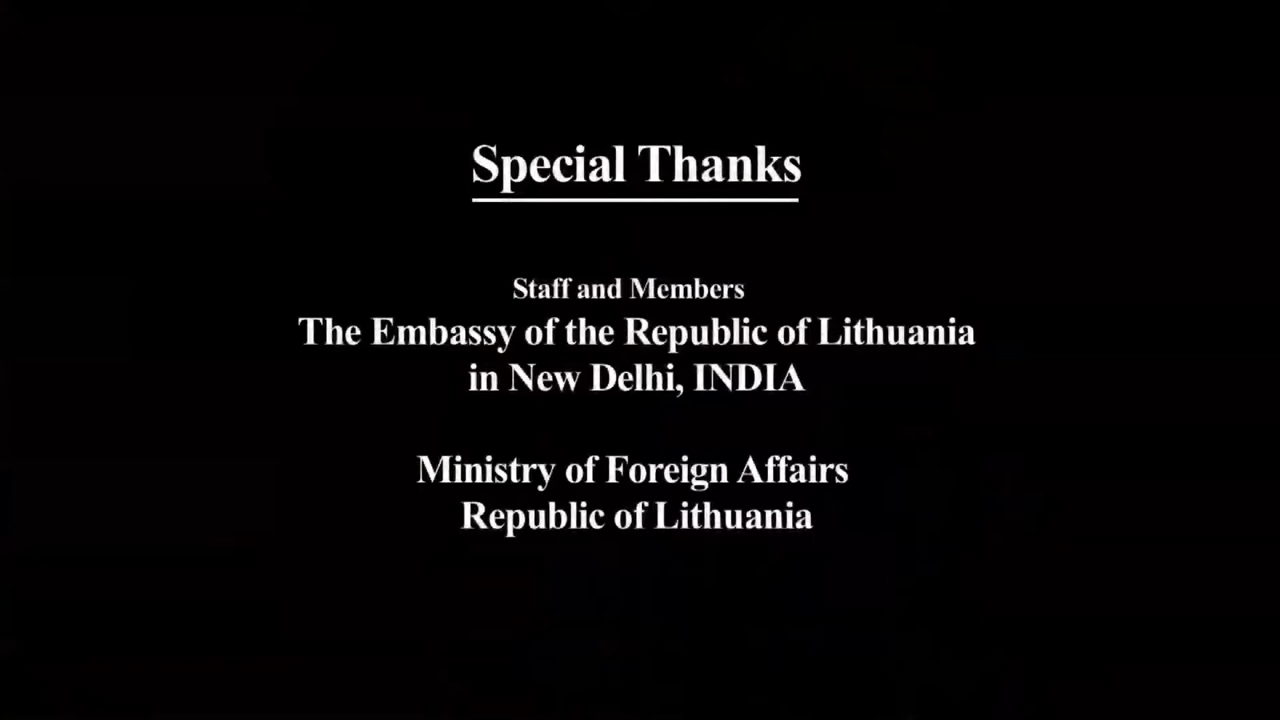 Special Thanks
Staff and Members
The Embassy of the Republic of Lithuania
in New Delhi, INDIA
Ministry of Foreign Affairs
Republic of Lithuania